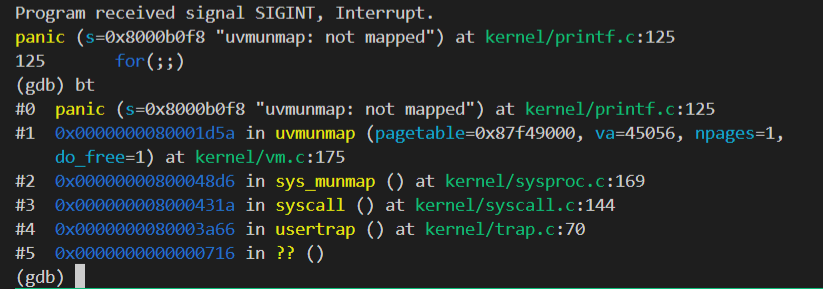 Program received signal SIGINT, Interrupt.
panic (s=0x8000b0f8 "uvmunmap: not mapped") at kernel/printf.c:125
125       for(;;)
(gdb) bt
#0  panic (s=0x8000b0f8 "uvmunmap: not mapped") at kernel/printf.c:125
#1  0x0000000080001d5a in uvmunmap (pagetable=0x87f49000, va=45056, npages=1,
    do_free=1) at kernel/vm.c:175
#2  0x00000000800048d6 in sys_munmap () at kernel/sysproc.c:169
#3  0x000000008000431a in syscall () at kernel/syscall.c:144
#4  0x0000000080003a66 in usertrap () at kernel/trap.c:70
#5  0x0000000000000716 in ?? ()
(gdb)